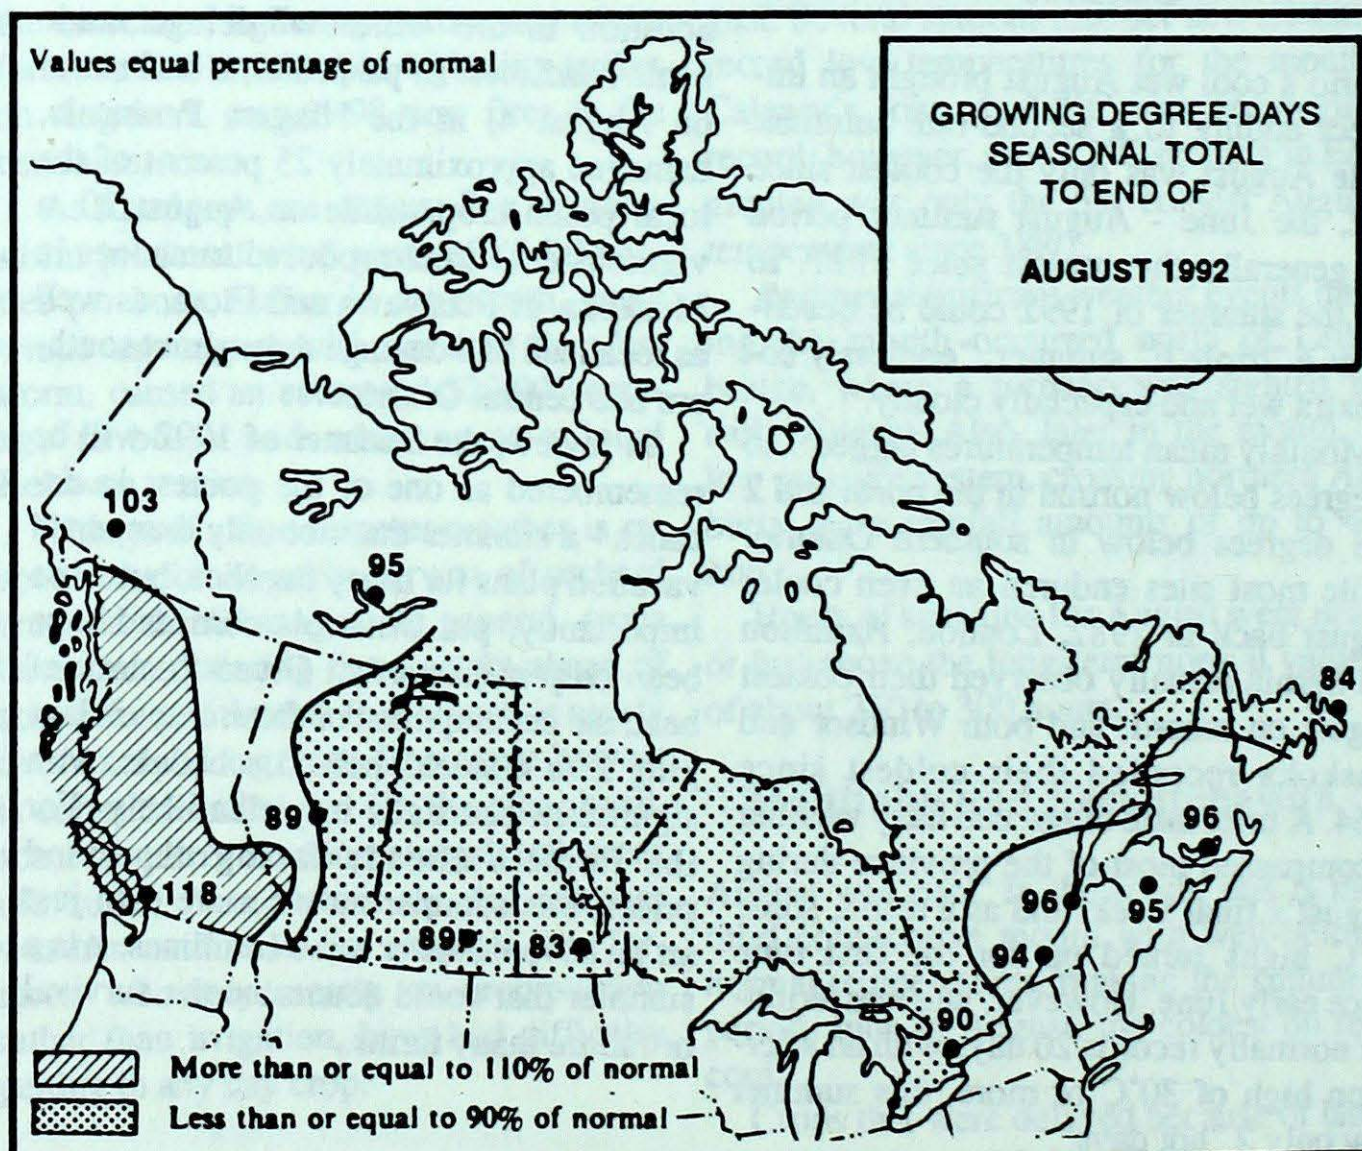 Values equal percentage of normal
GROWING DEGREE-DAYS
SEASONAL TOTAL
TO END OF
AUGUST 1992
103
95
84
89
96
118
96
95
89
83
94
90
More than or equal to 110% of normal
Less than or equal to 90% of normal